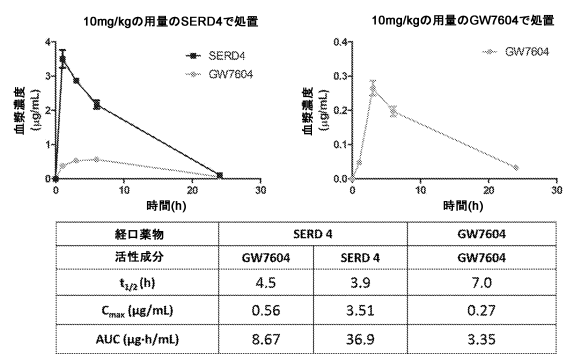 10mg/kgの用量のSERD4で処置
10mg/kgの用量のGW7604で処置
血漿濃度
(μg/mL)
4
3
2
1
0
0
10
20
30
時間(h)
SERD4
GW7604
血漿濃度
(μg/mL)
0.4
0.3
0.2
0.1
0.0
0
10
20
30
時間(h)
GW7604
経口薬物 SERD 4 GW7604
活性成分 GW7604 SERD 4 GW7604
t1/2 (h) 4.5 3.9 7.0
Cmax (μg/mL) 0.56 3.51 0.27
AUC (μg·h/mL) 8.67 36.9 3.35